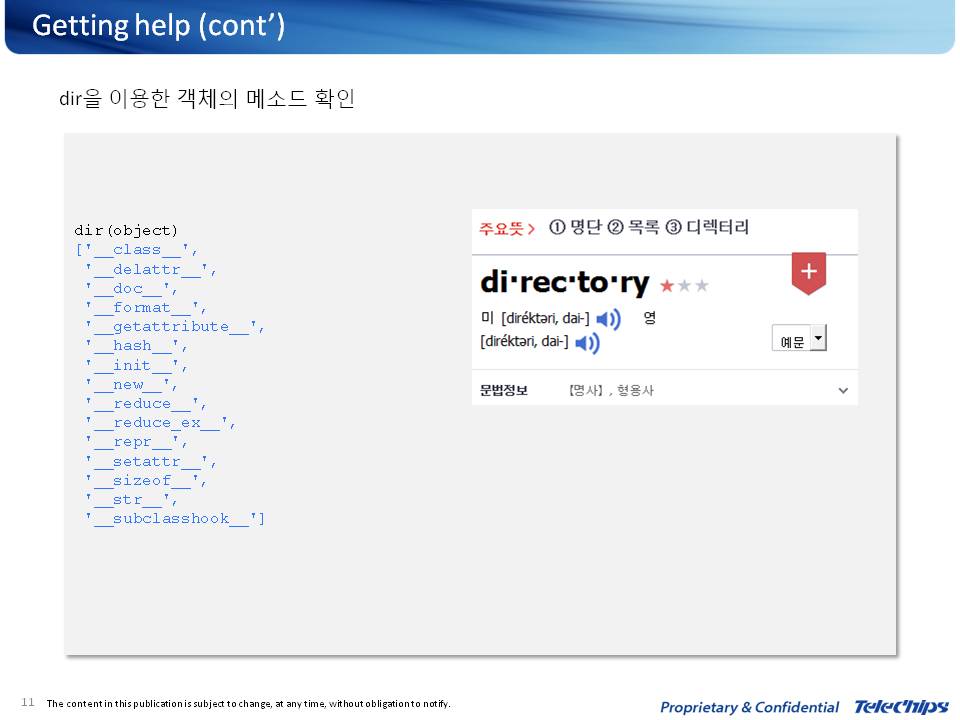 Getting help (cont’)
dir을 이용한 객체의 메소드 확인
dir(object)
['__class__',
'__delattr__',
'__doc__',
'__format__',
'__getattribute__',
'__hash__',
'__init__',
'__new__',
'__reduce__',
'__reduce_ex__',
'__repr__',
'__setattr__',
'__sizeof__',
'__str__',
'__subclasshook__']
주요뜻> ① 명단 ② 목록 ③ 디렉터리
di·rec·to·ry ★★★
+
미 [diréktəri, dai-] 영
[diréktəri, dai-]
예문
문법정보 【명사】, 형용사
11 The content in this publication is subject to change, at any time, without obligation to notify.
Proprietary & Confidential Telechips